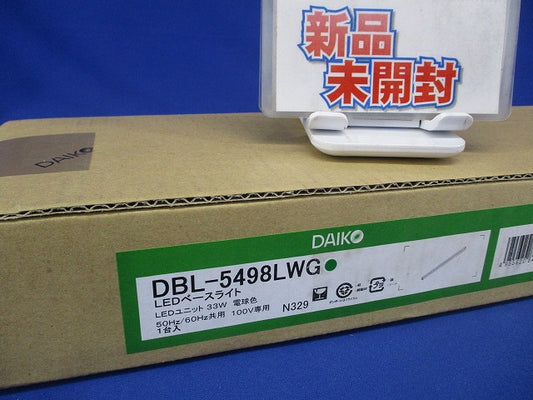 新品
未開封
DAIKO
DAIKO
DBL-5498LWG
LEDベースライト
LEDユニット 33W 電球色
50Hz/60Hz共用 100V専用 N329
1台入